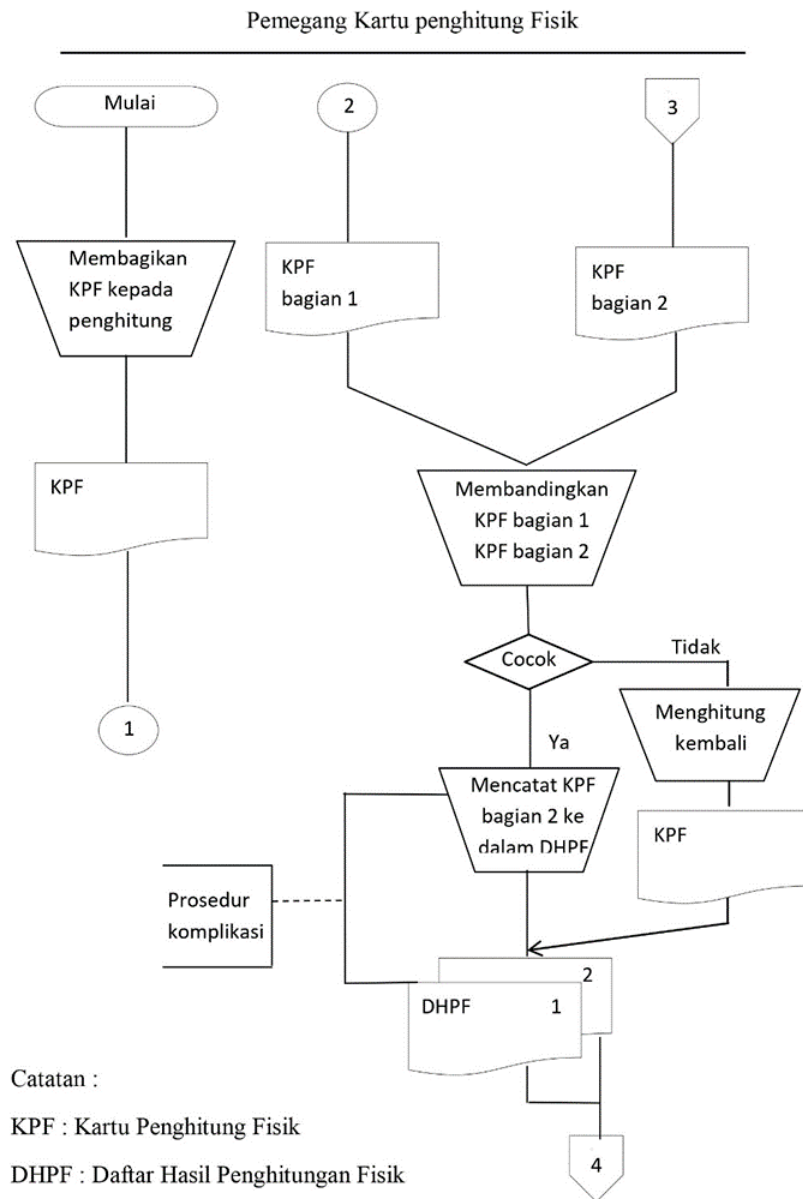 Pemegang Kartu penghitung Fisik
Mulai
2
3
Membagikan
KPF kepada
penghitung
KPF
bagian 1
KPF
bagian 2
KPF
1
Membandingkan
KPF bagian 1
KPF bagian 2
Cocok
Tidak
Ya
Menghitung
kembali
Mencatat KPF
bagian 2 ke
dalam DHPF
KPF
Prosedur
komplikasi
2
DHPF 1
4
Catatan :
KPF : Kartu Penghitung Fisik
DHPF : Daftar Hasil Penghitungan Fisik